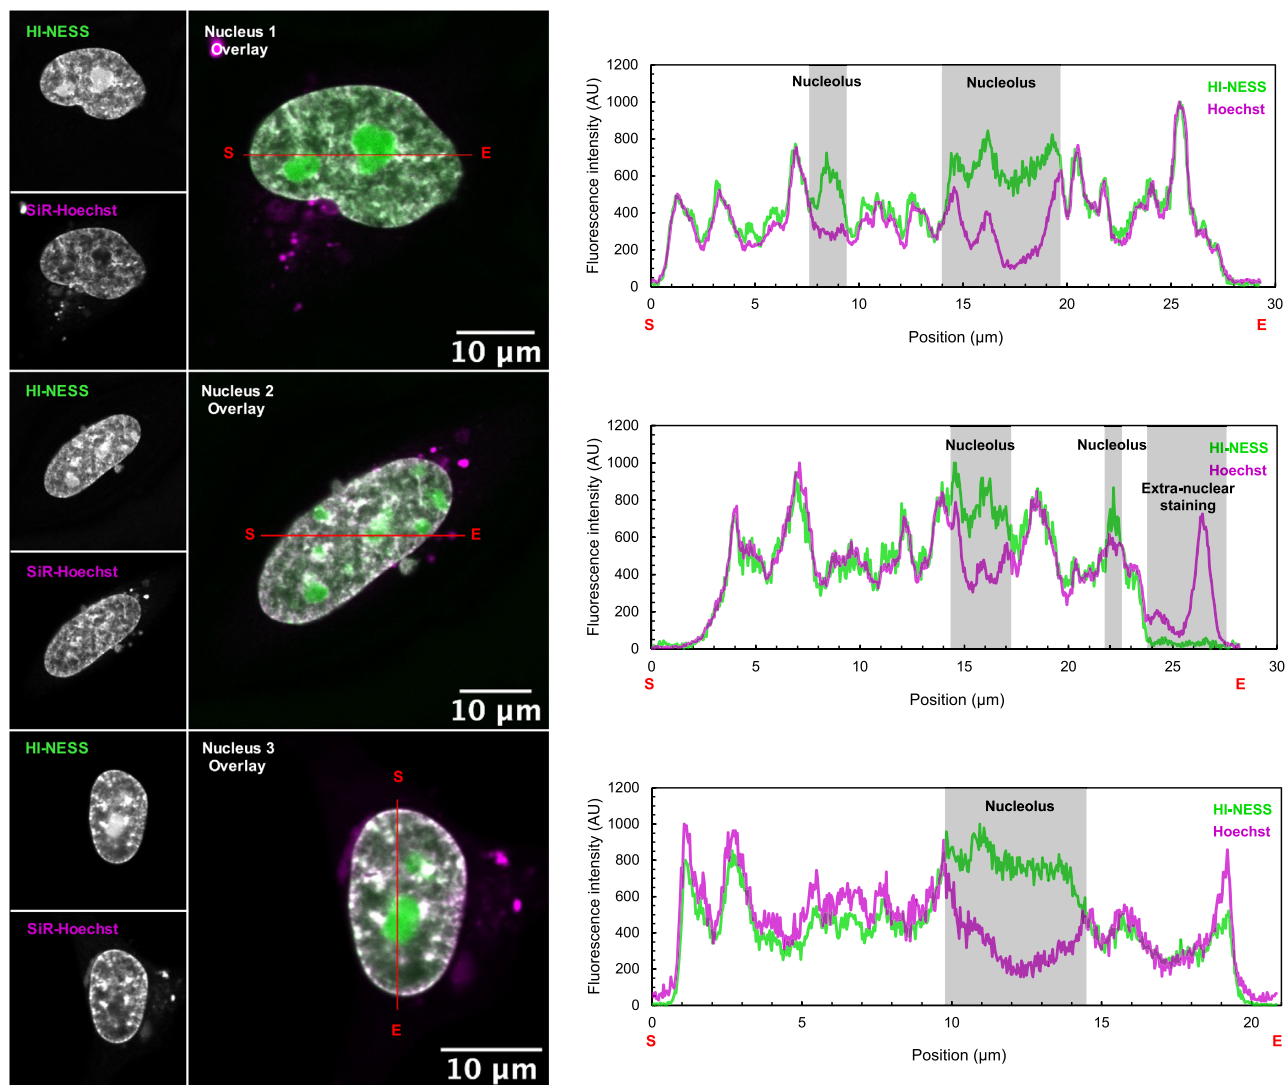 HI-NESS
SiR-Hoechst
Nucleus 1
Overlay
S
E
10 µm
HI-NESS
SiR-Hoechst
Nucleus 2
Overlay
S
E
10 µm
HI-NESS
SiR-Hoechst
Nucleus 3
Overlay
S
E
10 µm
Fluorescence intensity (AU)
1200
1000
800
600
400
200
0
Nucleolus
Nucleolus
HI-NESS
Hoechst
0 5 10 15 20 25 30
S E
Position (µm)
Fluorescence intensity (AU)
1200
1000
800
600
400
200
0
Nucleolus
Nucleolus
HI-NESS
Hoechst
Extra-nuclear
staining
0 5 10 15 20 25 30
S E
Position (µm)
Fluorescence intensity (AU)
1200
1000
800
600
400
200
0
Nucleolus
HI-NESS
Hoechst
0 5 10 15 20
S E
Position (µm)